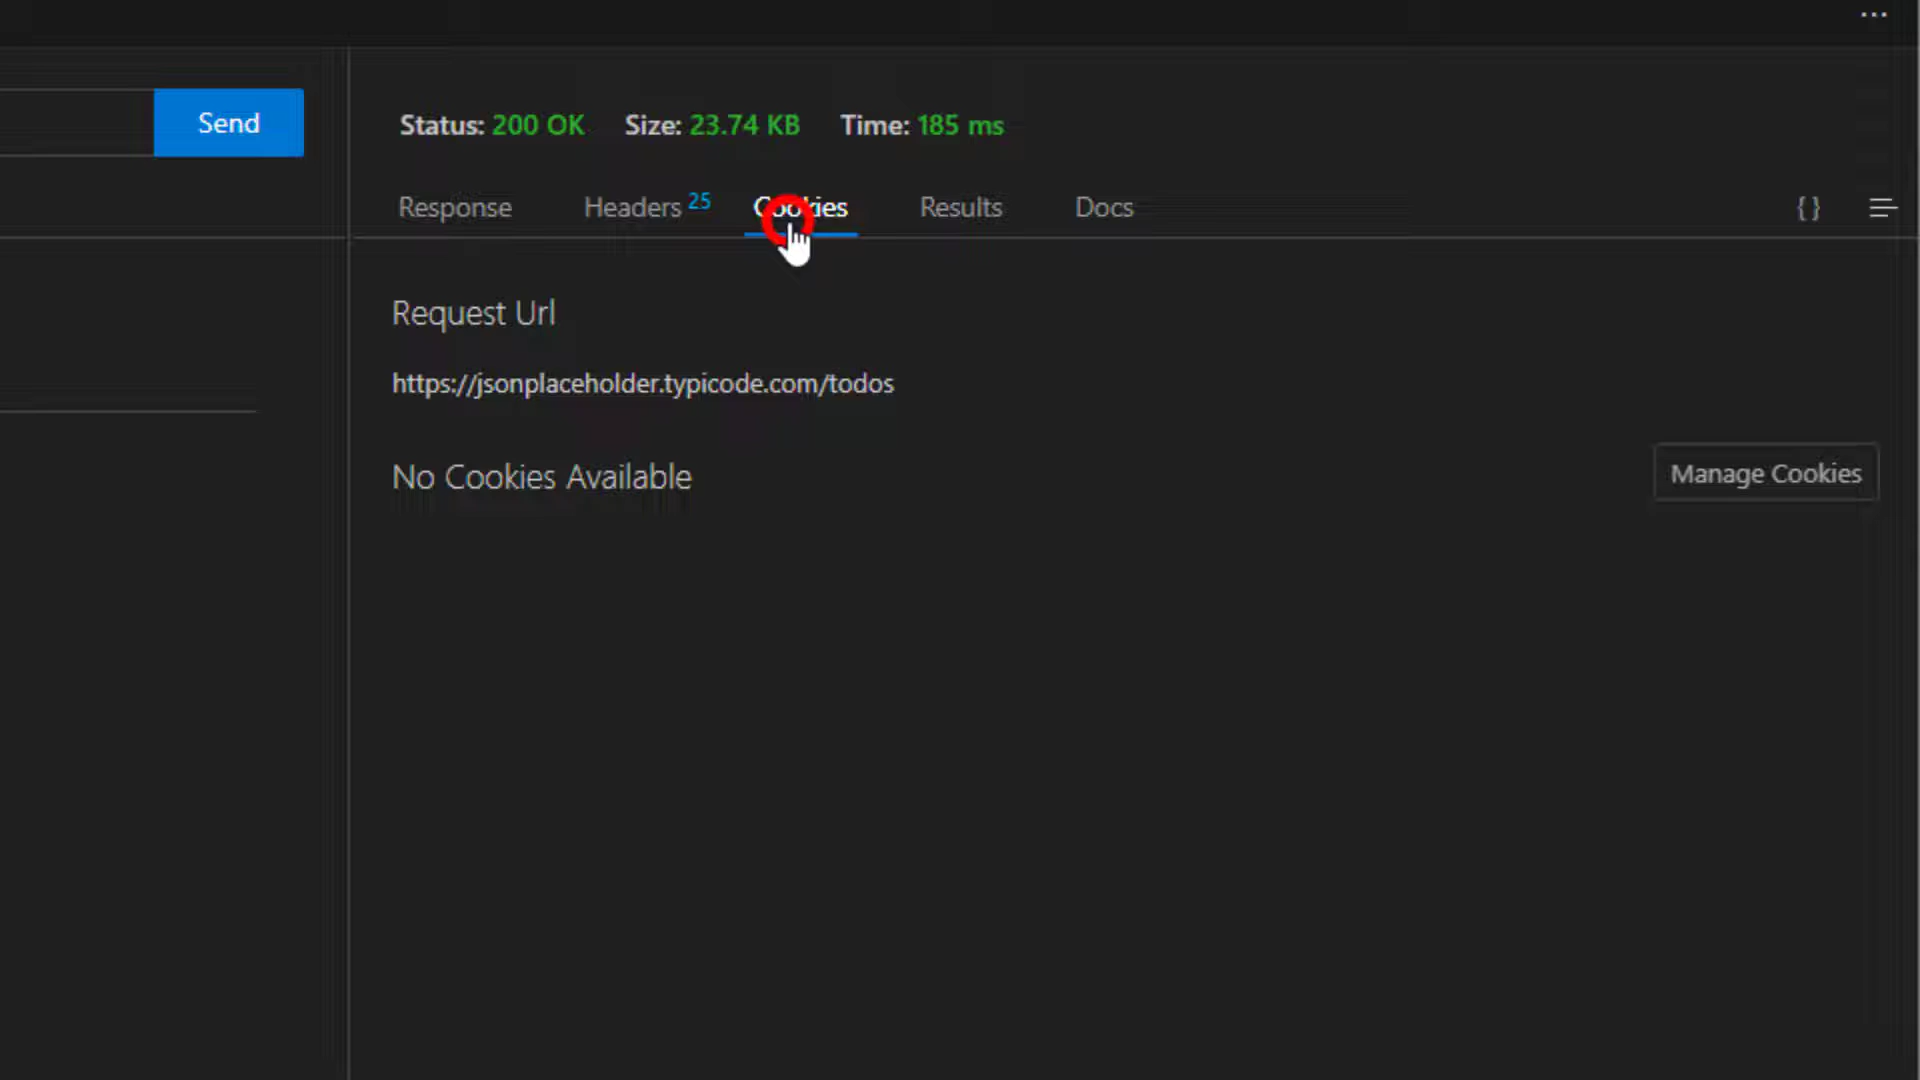 Send
Status: 200 OK Size: 23.74 KB Time: 185 ms
Response Headers 25 Cookies Results Docs { }
Request Url
https://jsonplaceholder.typicode.com/todos
No Cookies Available
Manage Cookies